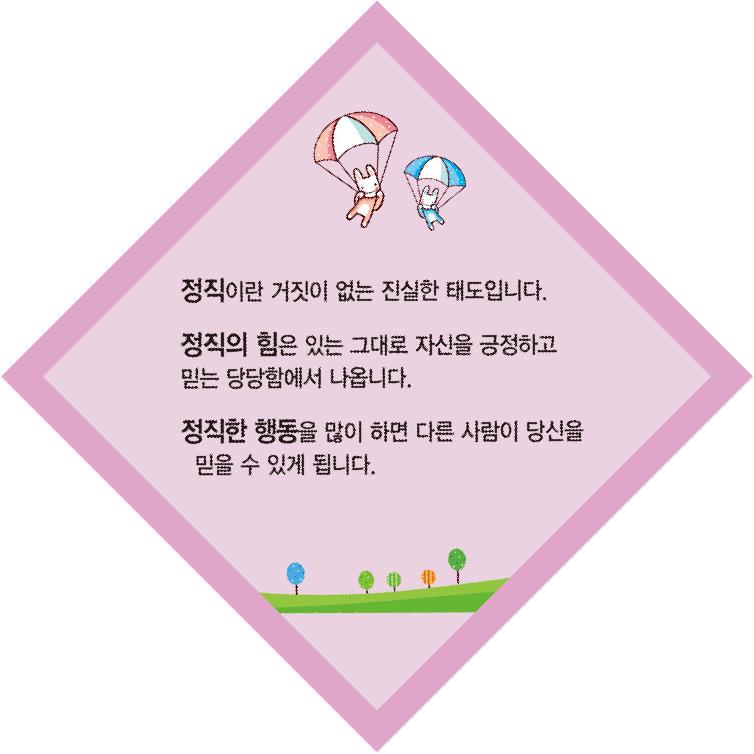 정직이란 거짓이 없는 진실한 태도입니다.
정직의 힘은 있는 그대로 자신을 긍정하고
믿는 당당함에서 나옵니다.
정직한 행동을 많이 하면 다른 사람이 당신을
믿을 수 있게 됩니다.